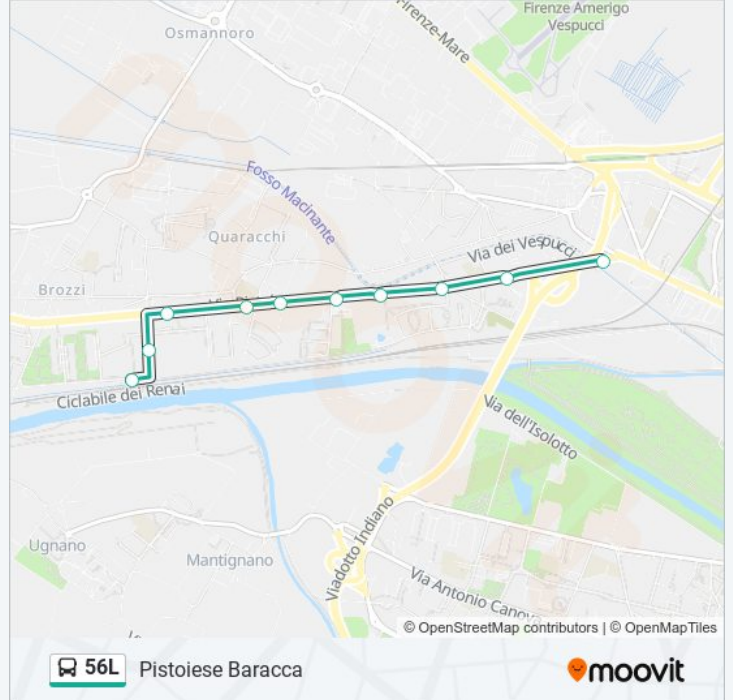 Firenze Amerigo
Vespucci
Firenze-Mare
Osmannoro
Fosso Macinante
Quaracchi
Via dei Vespucci
Brozzi
Ciclabile dei Renai
Via dell'Isolotto
Viadotto Indiano
Ugnano
Mantignano
Via Antonio Canova
© OpenStreetMap contributors | © OpenMapTiles
56L Pistoiese Baracca
moovit